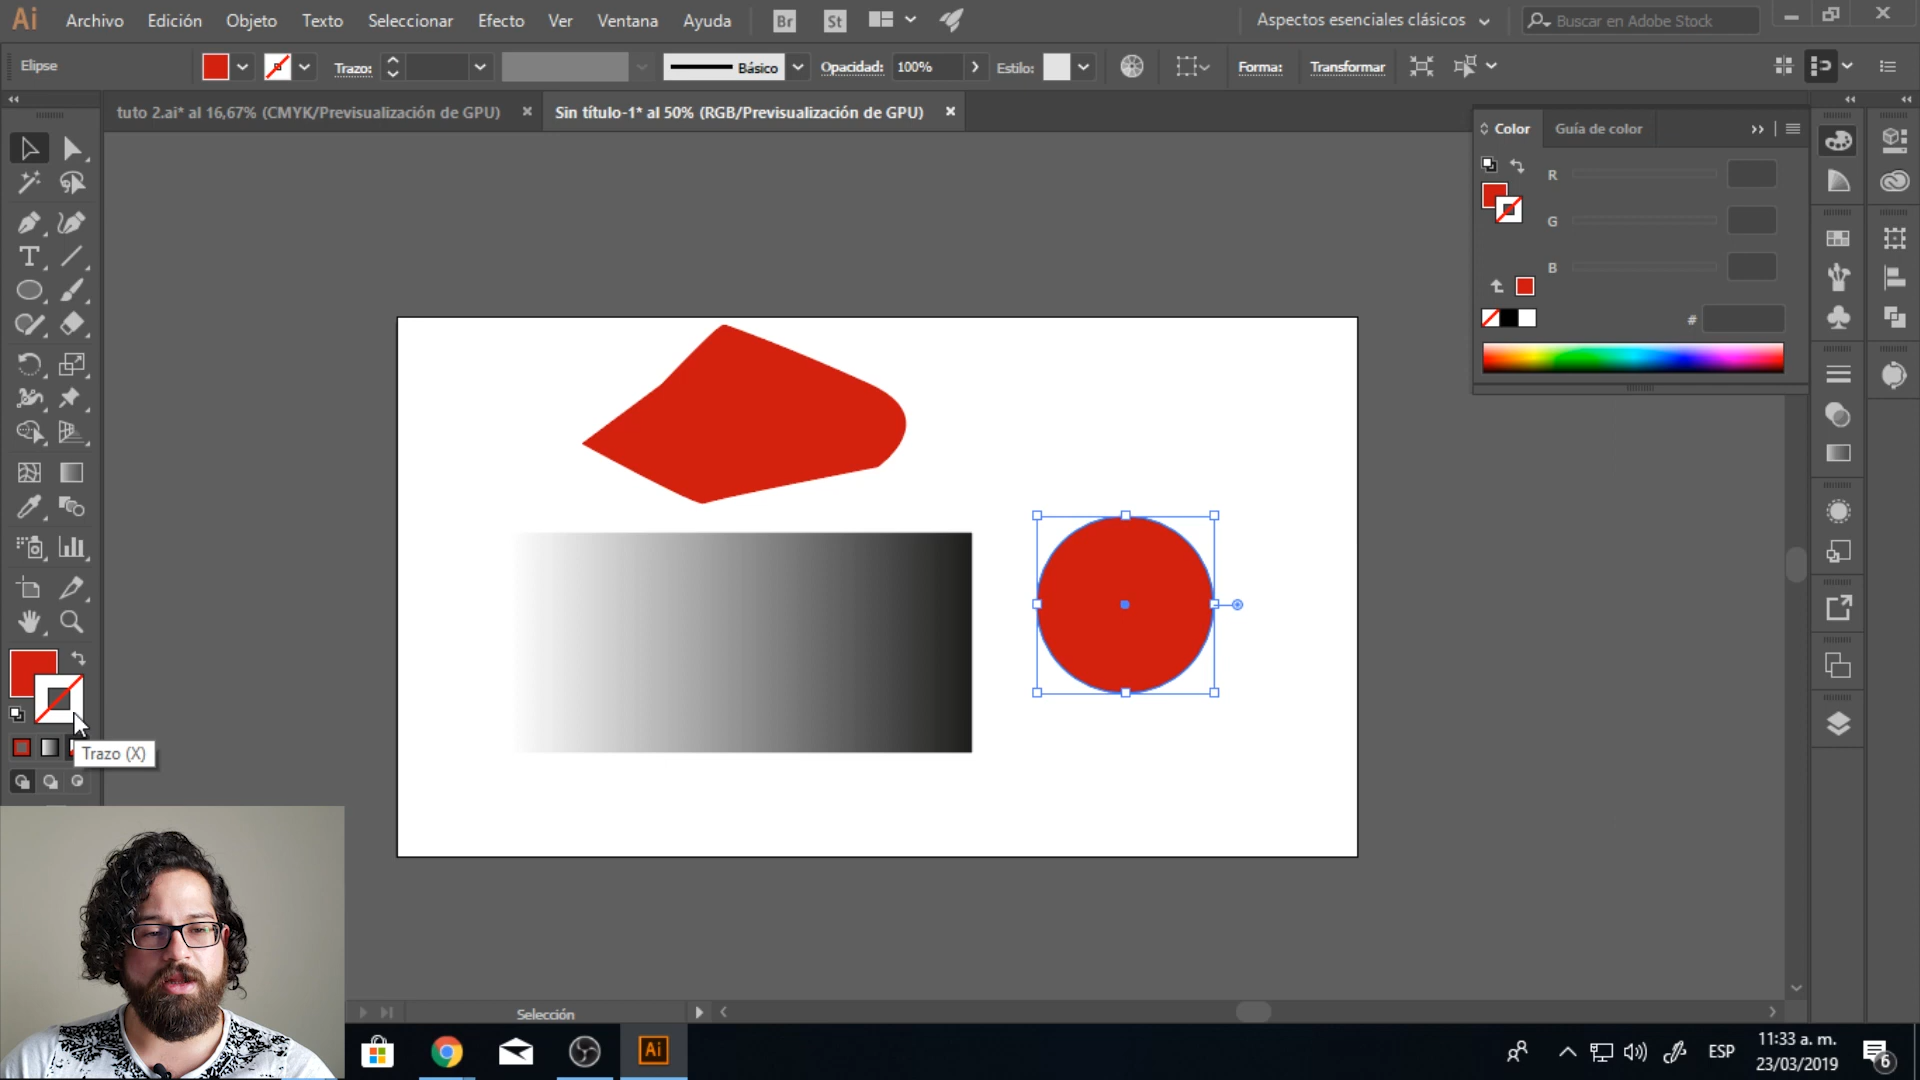 Ai Archivo Edición Objeto Texto Seleccionar Efecto Ver Ventana Ayuda Br St Aspectos esenciales clásicos Buscar en Adobe Stock
Elipse Trazo: Básico Opacidad: 100% Estilo: Forma: Transformar
tuto 2.ai* al 16,67% (CMYK/Previsualización de GPU) × Sin título-1* al 50% (RGB/Previsualización de GPU) ×
Color Guía de color
R
G
B
#
T
Trazo (X)
Selección
Ai ESP 11:33 a. m.
23/03/2019 6